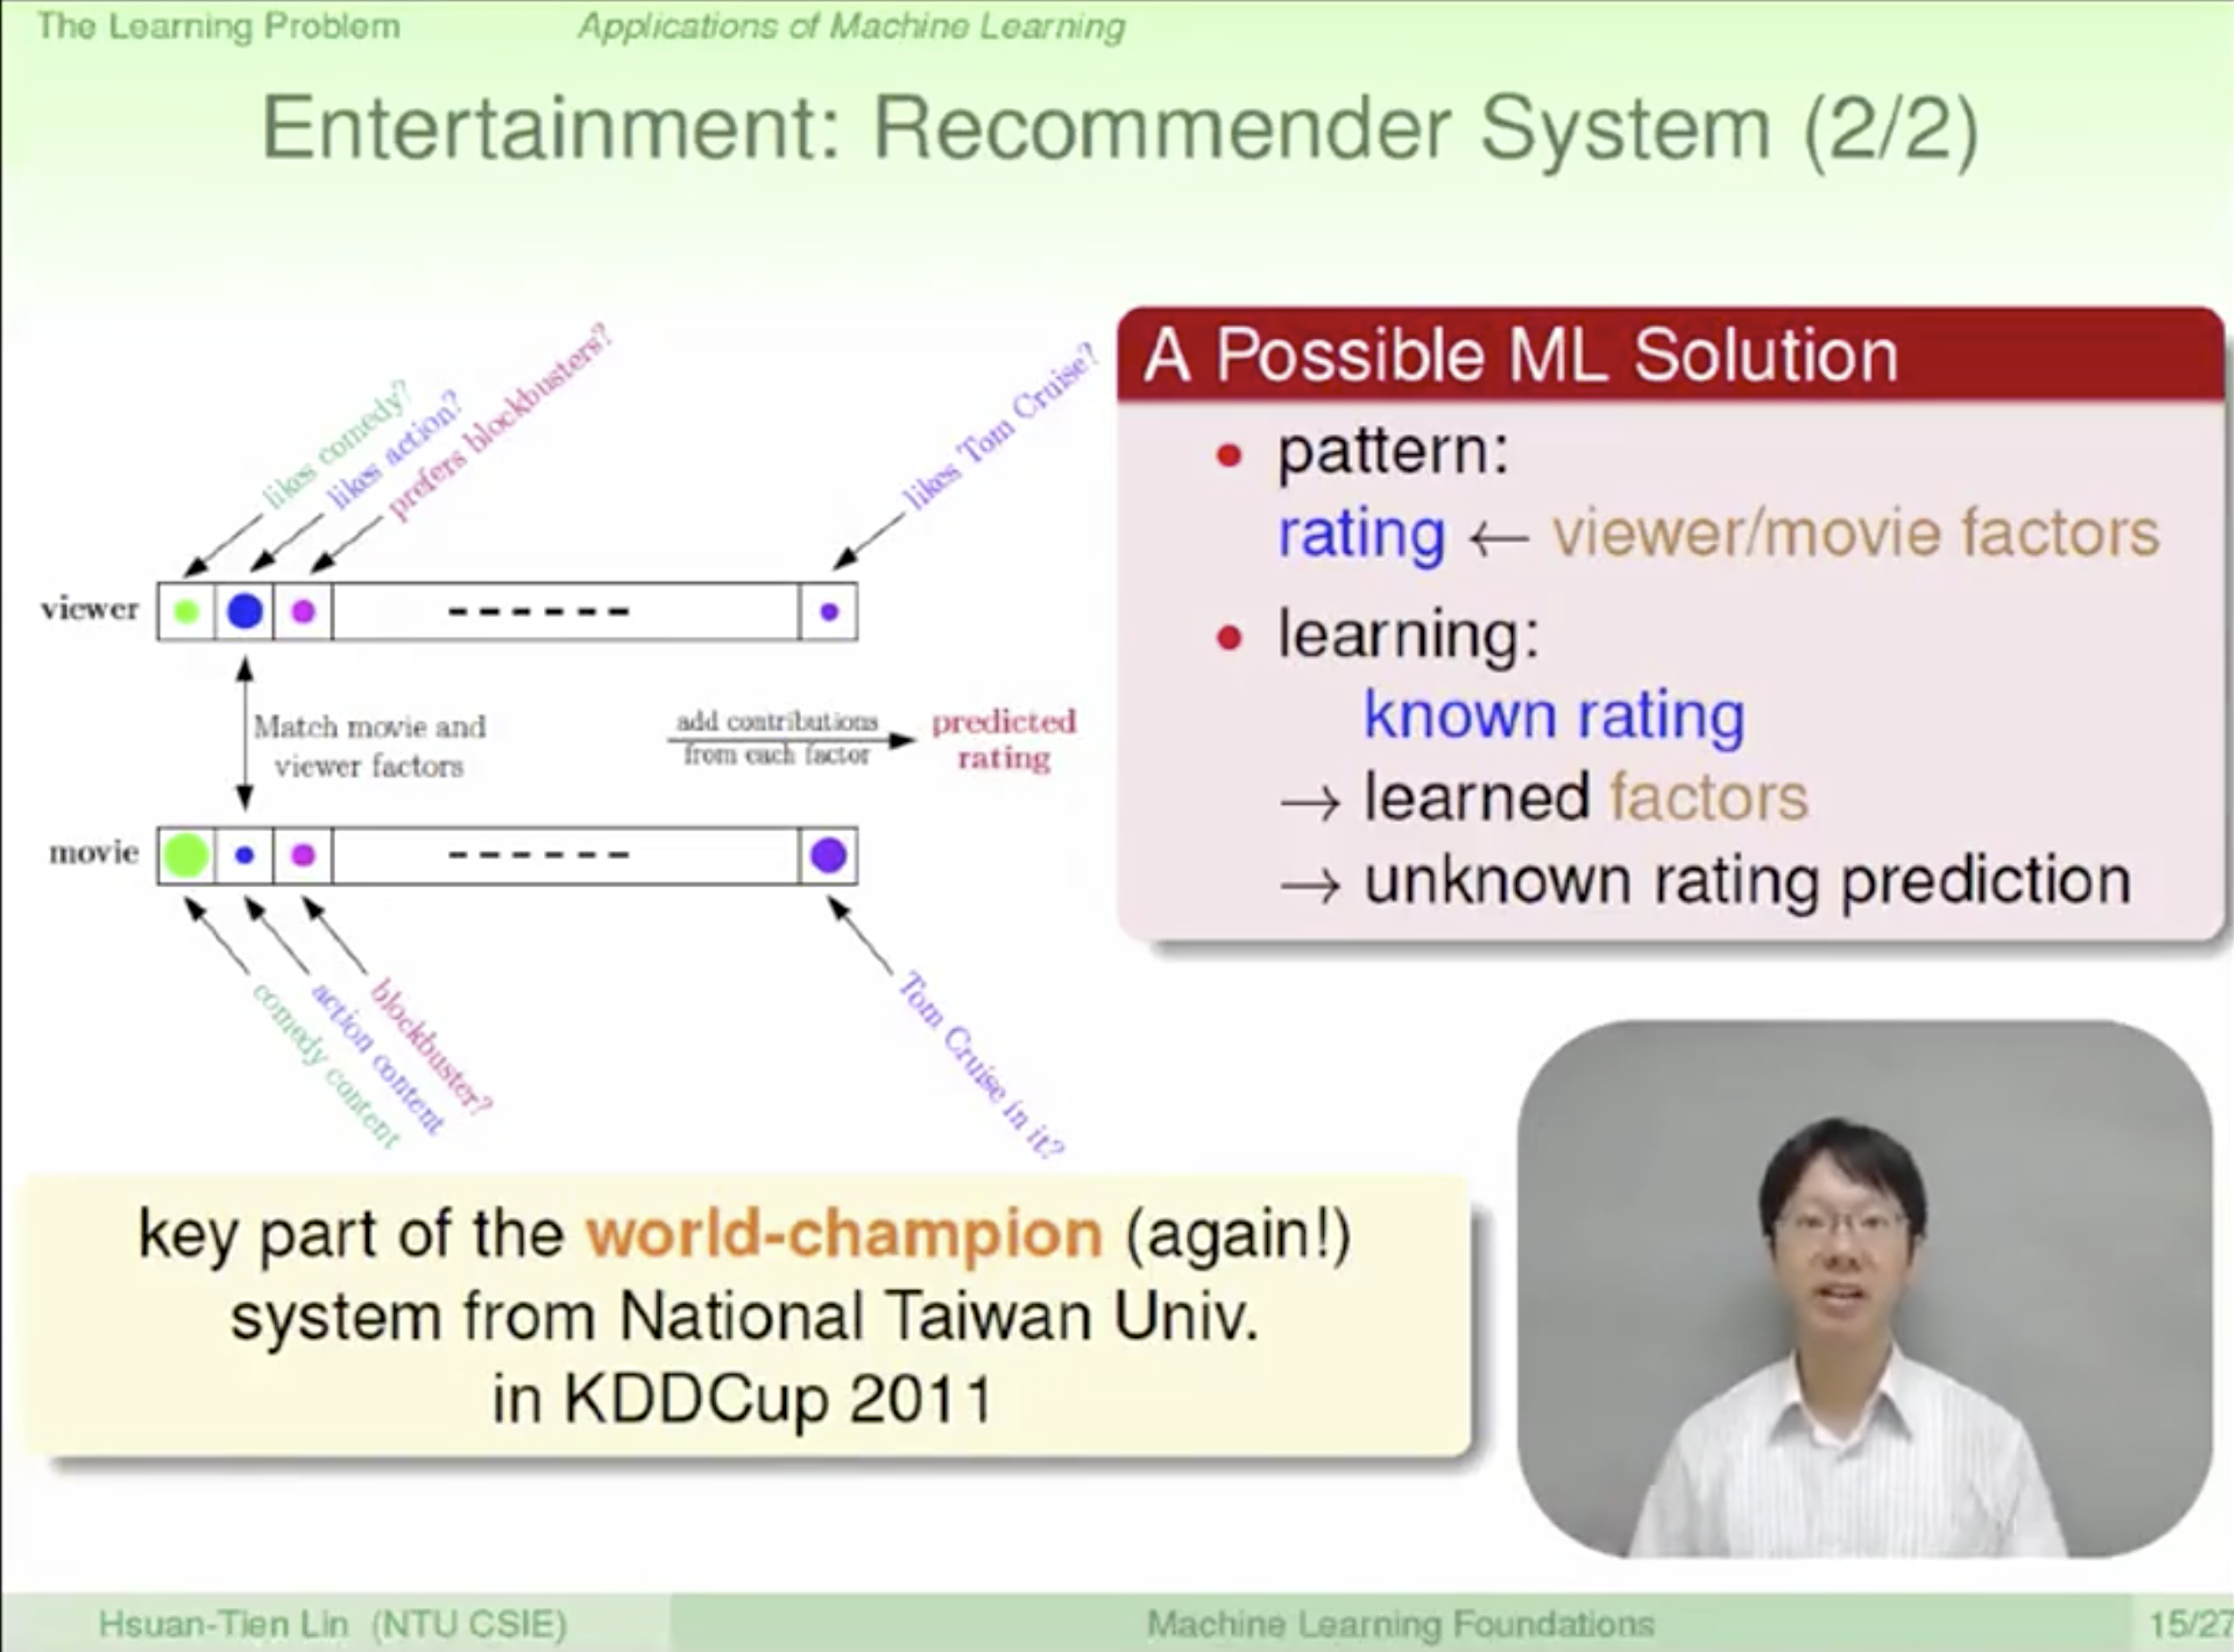 The Learning Problem
Applications of Machine Learning
Entertainment: Recommender System (2/2)
likes comedy?
likes action?
prefers blockbusters?
likes Tom Cruise?
viewer
Match movie and
viewer factors
add contributions
from each factor
predicted
rating
movie
comedy content
action content
blockbuster?
Tom Cruise in it?
A Possible ML Solution
• pattern:
rating ← viewer/movie factors
• learning:
known rating
→ learned factors
→ unknown rating prediction
key part of the world-champion (again!)
system from National Taiwan Univ.
in KDDCup 2011
Hsuan-Tien Lin (NTU CSIE)
Machine Learning Foundations
15/27